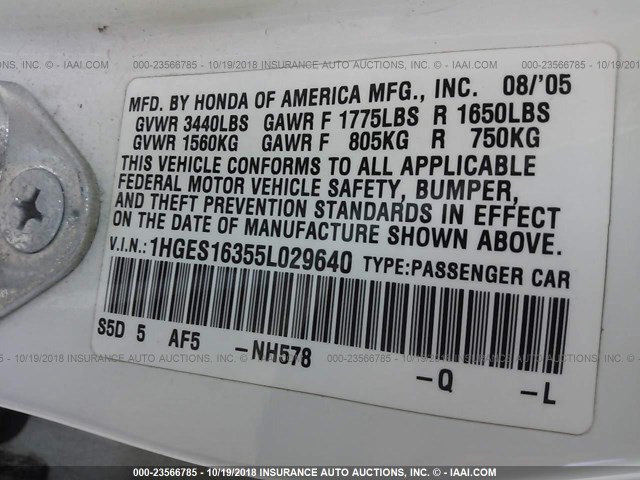 000-23566785 - 10/19/2018 INSURANCE AUTO AUCTIONS, INC. © - IAAI.COM
MFD. BY HONDA OF AMERICA MFG., INC. 08/'05
GVWR 3440LBS GAWR F 1775LBS R 1650LBS
GVWR 1560KG GAWR F 805KG R 750KG
THIS VEHICLE CONFORMS TO ALL APPLICABLE
FEDERAL MOTOR VEHICLE SAFETY, BUMPER,
AND THEFT PREVENTION STANDARDS IN EFFECT
ON THE DATE OF MANUFACTURE SHOWN ABOVE.
V.I.N.:1HGES16355L029640 TYPE:PASSENGER CAR
S5D 5 AF5 -NH578 -Q -L
000-23566785 - 10/19/2018 INSURANCE AUTO AUCTIONS, INC. © - IAAI.COM